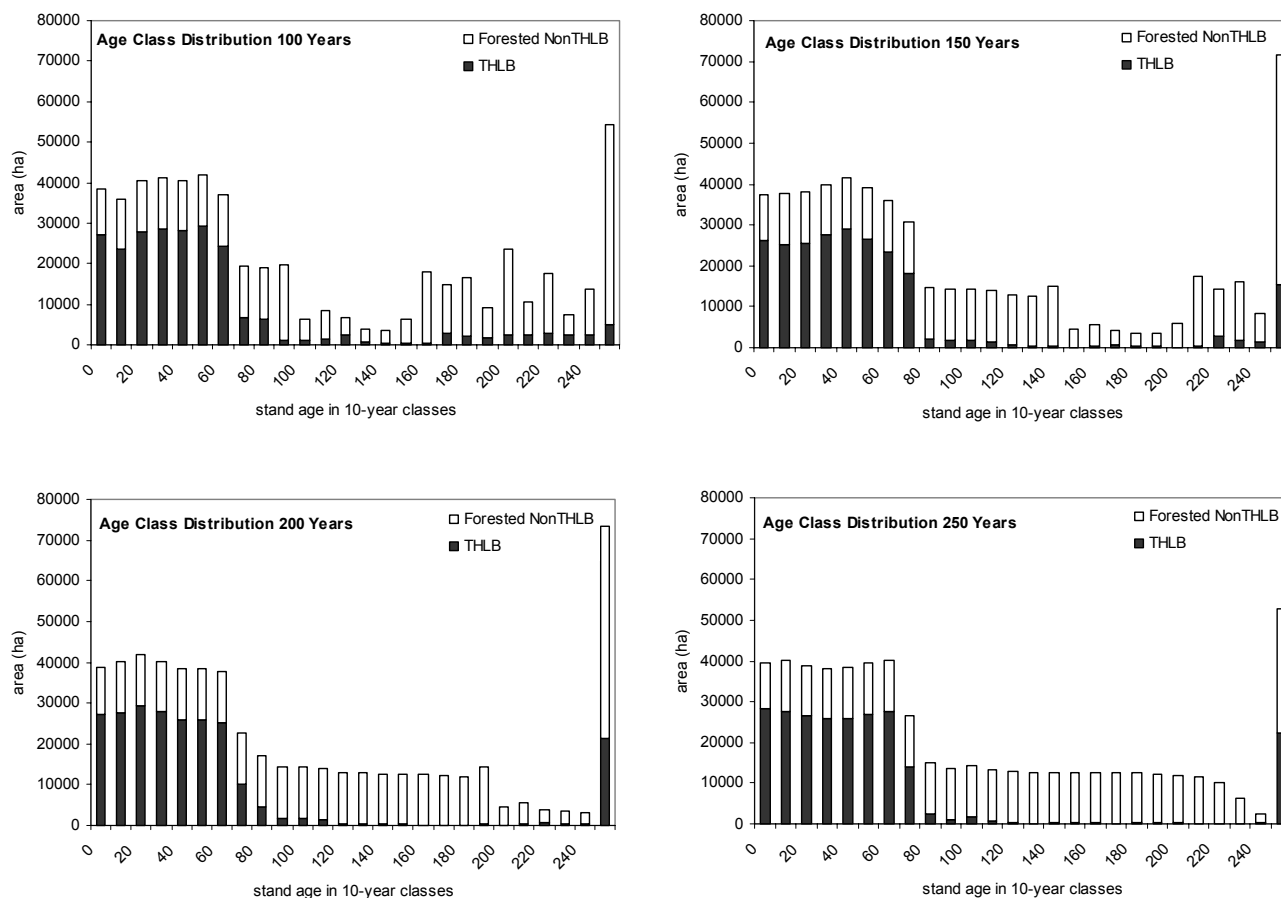 Age Class Distribution 100 Years
Forested NonTHLB
THLB
area (ha)
80000
70000
60000
50000
40000
30000
20000
10000
0
0 20 40 60 80 100 120 140 160 180 200 220 240
stand age in 10-year classes
Age Class Distribution 150 Years
Forested NonTHLB
THLB
area (ha)
80000
70000
60000
50000
40000
30000
20000
10000
0
0 20 40 60 80 100 120 140 160 180 200 220 240
stand age in 10-year classes
Age Class Distribution 200 Years
Forested NonTHLB
THLB
area (ha)
80000
70000
60000
50000
40000
30000
20000
10000
0
0 20 40 60 80 100 120 140 160 180 200 220 240
stand age in 10-year classes
Age Class Distribution 250 Years
Forested NonTHLB
THLB
area (ha)
80000
70000
60000
50000
40000
30000
20000
10000
0
0 20 40 60 80 100 120 140 160 180 200 220 240
stand age in 10-year classes